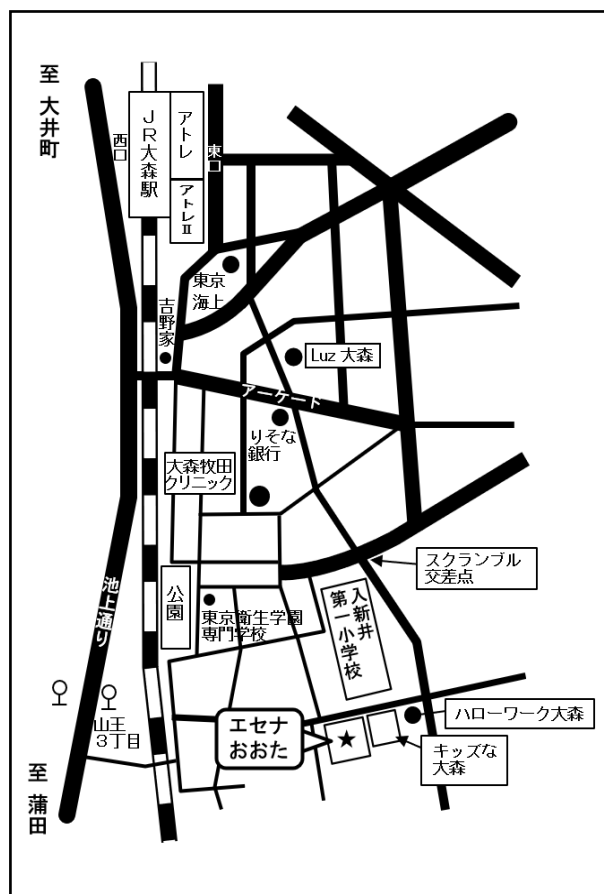 至 大井町
西口
JR大森駅
アトレ
アトレⅡ
東口
東京
海上
吉野家
Luz 大森
アーケード
りそな
銀行
大森牧田
クリニック
スクランブル
交差点
公園
池上通り
東京衛生学園
専門学校
入新井
第一小学校
山王
3丁目
エセナ
おおた
★
ハローワーク大森
キッズな
大森
至 蒲田